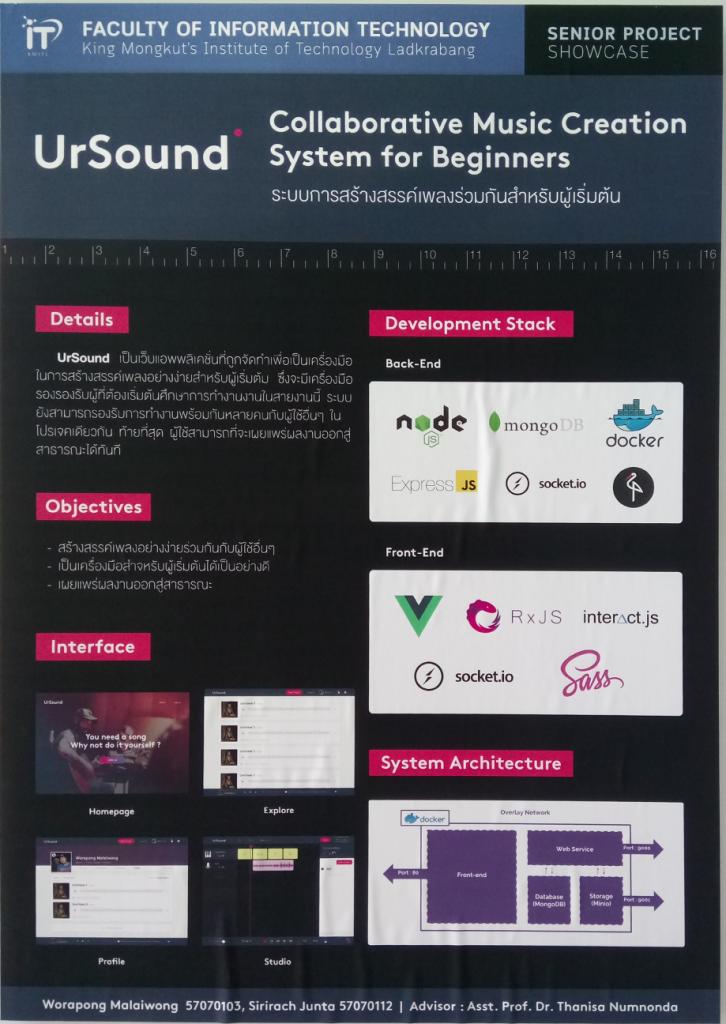 iT
KMITL
FACULTY OF INFORMATION TECHNOLOGY
King Mongkut's Institute of Technology Ladkrabang
SENIOR PROJECT
SHOWCASE
UrSound
Collaborative Music Creation
System for Beginners
ระบบการสร้างสรรค์เพลงร่วมกันสำหรับผู้เริ่มต้น
1 2 3 4 5 6 7 8 9 10 11 12 13 14 15 16
Details
UrSound เป็นเว็บแอพพลิเคชั่นที่ถูกจัดทำเพื่อเป็นเครื่องมือ
ในการสร้างสรรค์เพลงอย่างง่ายสำหรับผู้เริ่มต้ม ซึ่งจะมีเครื่องมือ
รองรองรับผู้ที่ต้องเริ่มต้นศึกษาการทำงานงานในสายงานนี้ ระบบ
ยังสามารถรองรับการทำงานพร้อมกันหลายคนกับผู้ใช้อื่นๆ ใน
โปรเจคเดียวกัน ท้ายที่สุด ผู้ใช้สามารถที่จะเผยแพร่ผลงานออกสู่
สาธารณะได้ทันที
Objectives
- สร้างสรรค์เพลงอย่างง่ายร่วมกันกับผู้ใช้อื่นๆ
- เป็นเครื่องมือสำจหรับผู้เริ่มต้นได้เป็นอย่างดี
- เผยแพร่ผลงานออกสู่สาธารณะ
Interface
UrSound
You need a song
Why not do it yourself ?
Homepage
UrSound
Explore
Worapong Malaiwong
Profile
Studio
Development Stack
Back-End
node
JS
mongoDB
docker
Express JS
socket.io
Front-End
RxJS
interact.js
socket.io
Sass
System Architecture
docker
Overlay Network
Port : 80
Front-end
Web Service
Port : 9000
Database
(MongoDB)
Storage
(Minio)
Port : 9001
Worapong Malaiwong 57070103, Sirirach Junta 57070112 | Advisor : Asst. Prof. Dr. Thanisa Numnonda